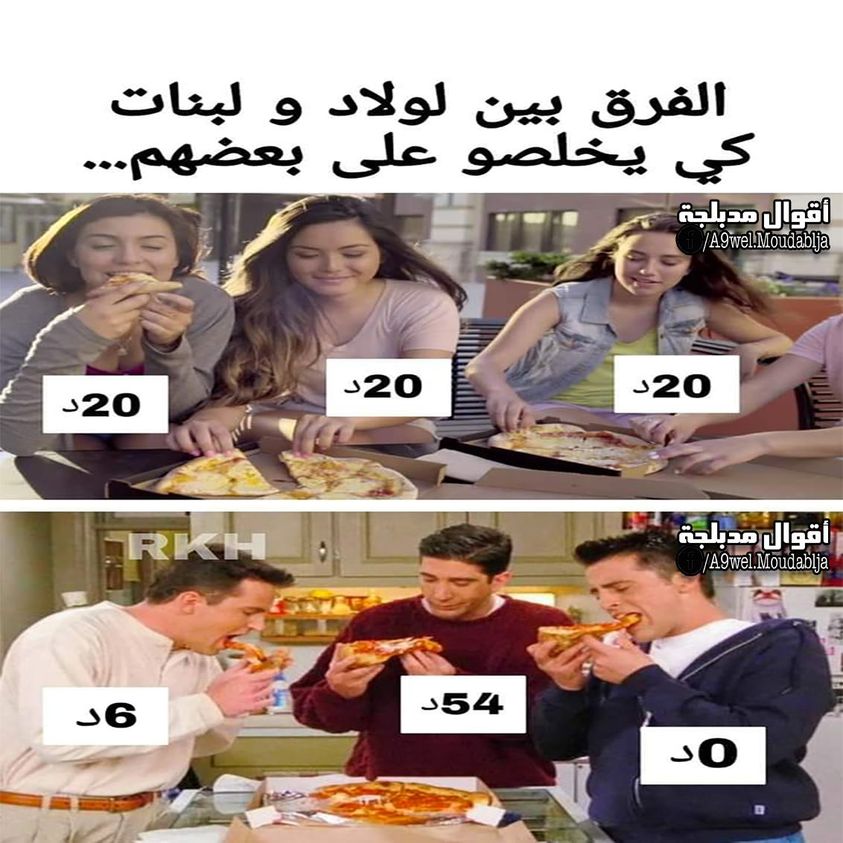 الفرق بين لولاد و لبنات
كي يخلصو على بعضهم...
أقوال مدبلجة
/A9wel.Moudablja
20د
20د
20د
أقوال مدبلجة
/A9wel.Moudablja
RKH
6د
54د
0د